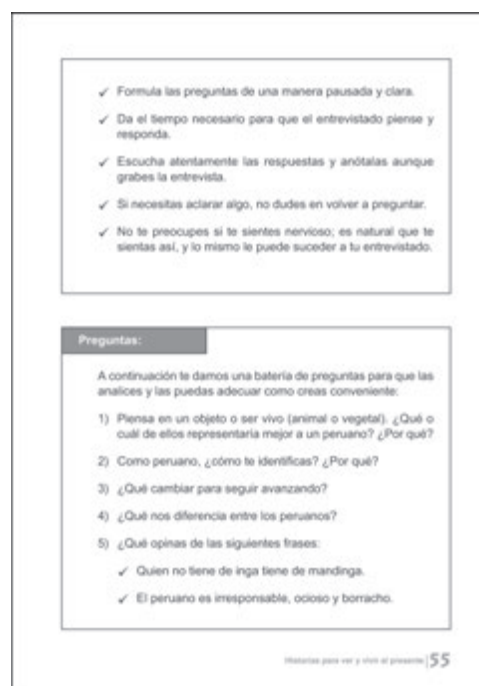 ✓ Formula las preguntas de una manera pausada y clara.
✓ Da el tiempo necesario para que el entrevistado piense y
responda.
✓ Escucha atentamente las respuestas y anótalas aunque
grabes la entrevista.
✓ Si necesitas aclarar algo, no dudes en volver a preguntar.
✓ No te preocupes si te sientes nervioso; es natural que te
sientas así, y lo mismo le puede suceder a tu entrevistado.
Preguntas:
A continuación te damos una batería de preguntas para que las
analices y las puedas adecuar como creas conveniente:
1) Piensa en un objeto o ser vivo (animal o vegetal). ¿Qué o
cuál de ellos representaría mejor a un peruano? ¿Por qué?
2) Como peruano, ¿cómo te identificas? ¿Por qué?
3) ¿Qué cambiar para seguir avanzando?
4) ¿Qué nos diferencia entre los peruanos?
5) ¿Qué opinas de las siguientes frases:
✓ Quien no tiene de inga tiene de mandinga.
✓ El peruano es irresponsable, ocioso y borracho.
Historias para ver y vivir el presente | 55